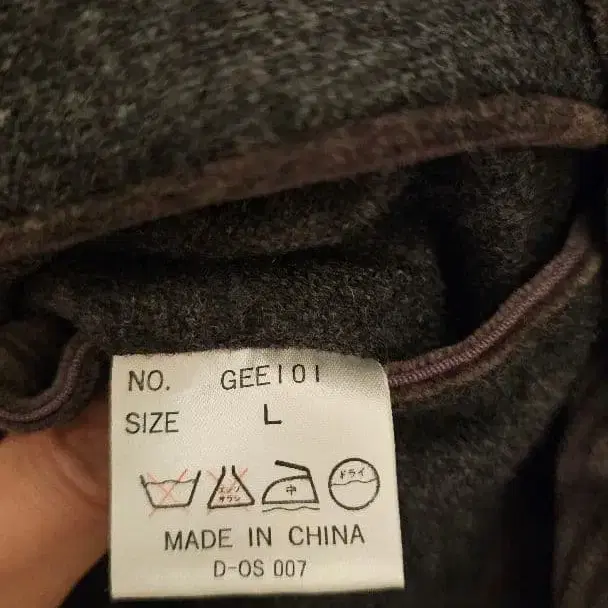 NO. GEE101
SIZE L
エンソ サラシ 中 ドライ
MADE IN CHINA
D-OS 007